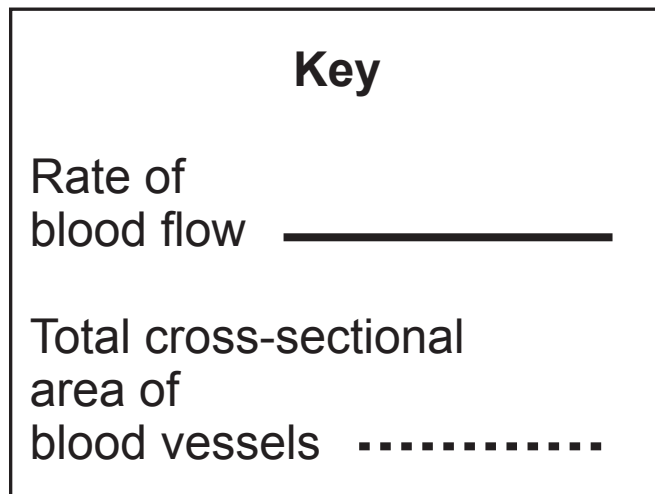 Key
Rate of
blood flow
Total cross-sectional
area of
blood vessels